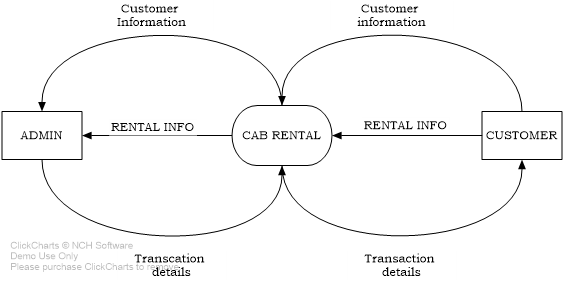 Customer
Information
Customer
information
ADMIN
RENTAL INFO
CAB RENTAL
RENTAL INFO
CUSTOMER
ClickCharts © NCH Software
Demo Use Only
Please purchase ClickCharts to remove
Transcation
details
Transaction
details